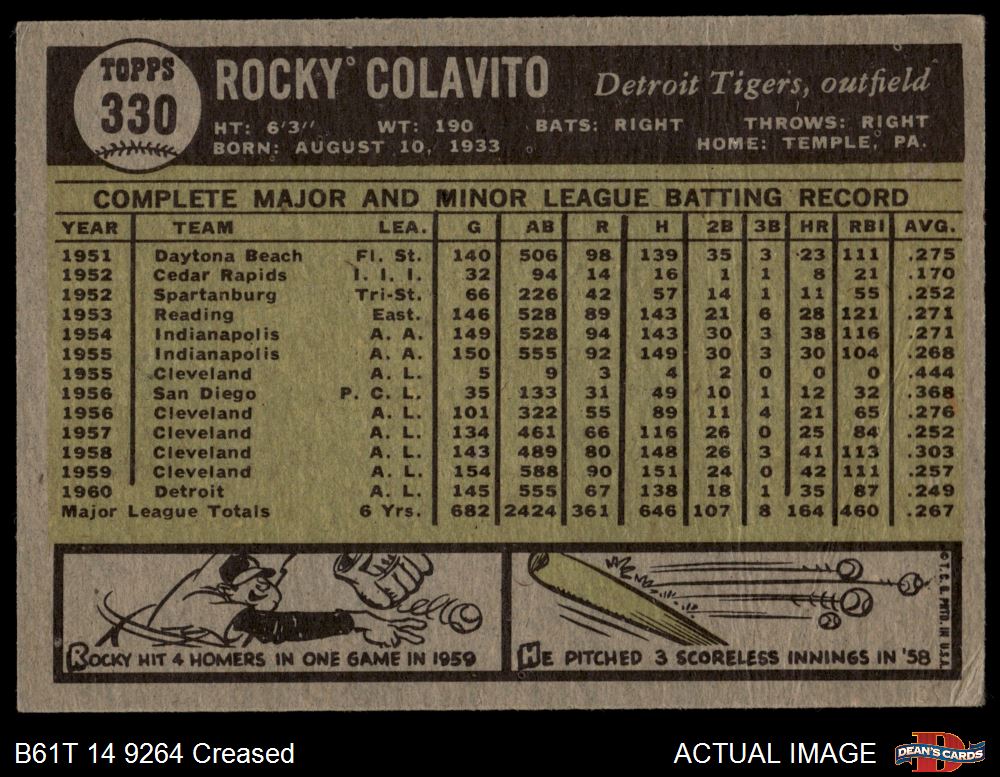 TOPPS
330
ROCKY COLAVITO
Detroit Tigers, outfield
HT: 6'3" WT: 190 BATS: RIGHT THROWS: RIGHT
BORN: AUGUST 10, 1933 HOME: TEMPLE, PA.
COMPLETE MAJOR AND MINOR LEAGUE BATTING RECORD
YEAR TEAM LEA. G AB R H 2B 3B HR RBI AVG.
1951 Daytona Beach Fl. St. 140 506 98 139 35 3 23 111 .275
1952 Cedar Rapids I. I. I. 32 94 14 16 1 1 8 21 .170
1952 Spartanburg Tri-St. 66 226 42 57 14 1 11 55 .252
1953 Reading East. 146 528 89 143 21 6 28 121 .271
1954 Indianapolis A. A. 149 528 94 143 30 3 38 116 .271
1955 Indianapolis A. A. 150 555 92 149 30 3 30 104 .268
1955 Cleveland A. L. 5 9 3 4 2 0 0 0 .444
1956 San Diego P. C. L. 35 133 31 49 10 1 12 32 .368
1956 Cleveland A. L. 101 322 55 89 11 4 21 65 .276
1957 Cleveland A. L. 134 461 66 116 26 0 25 84 .252
1958 Cleveland A. L. 143 489 80 148 26 3 41 113 .303
1959 Cleveland A. L. 154 588 90 151 24 0 42 111 .257
1960 Detroit A. L. 145 555 67 138 18 1 35 87 .249
Major League Totals 6 Yrs. 682 2424 361 646 107 8 164 460 .267
ROCKY HIT 4 HOMERS IN ONE GAME IN 1959
HE PITCHED 3 SCORELESS INNINGS IN '58
© T. C. G. PRTD. IN U.S.A.
B61T 14 9264 Creased
ACTUAL IMAGE
D
DEAN'S CARDS